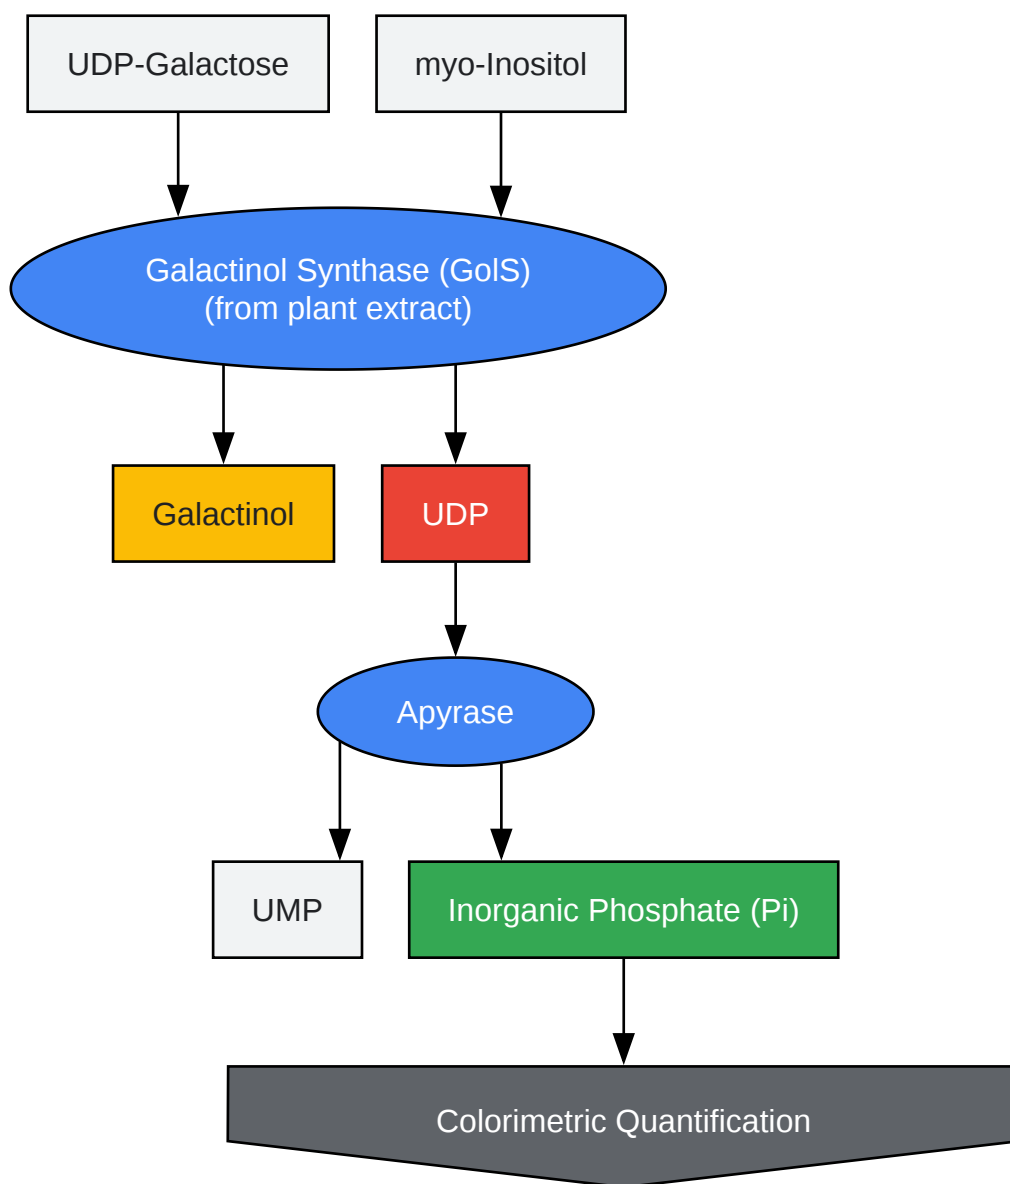 UDP-Galactose
myo-Inositol
Galactinol Synthase (GolS)
(from plant extract)
Galactinol
UDP
Apyrase
UMP
Inorganic Phosphate (Pi)
Colorimetric Quantification